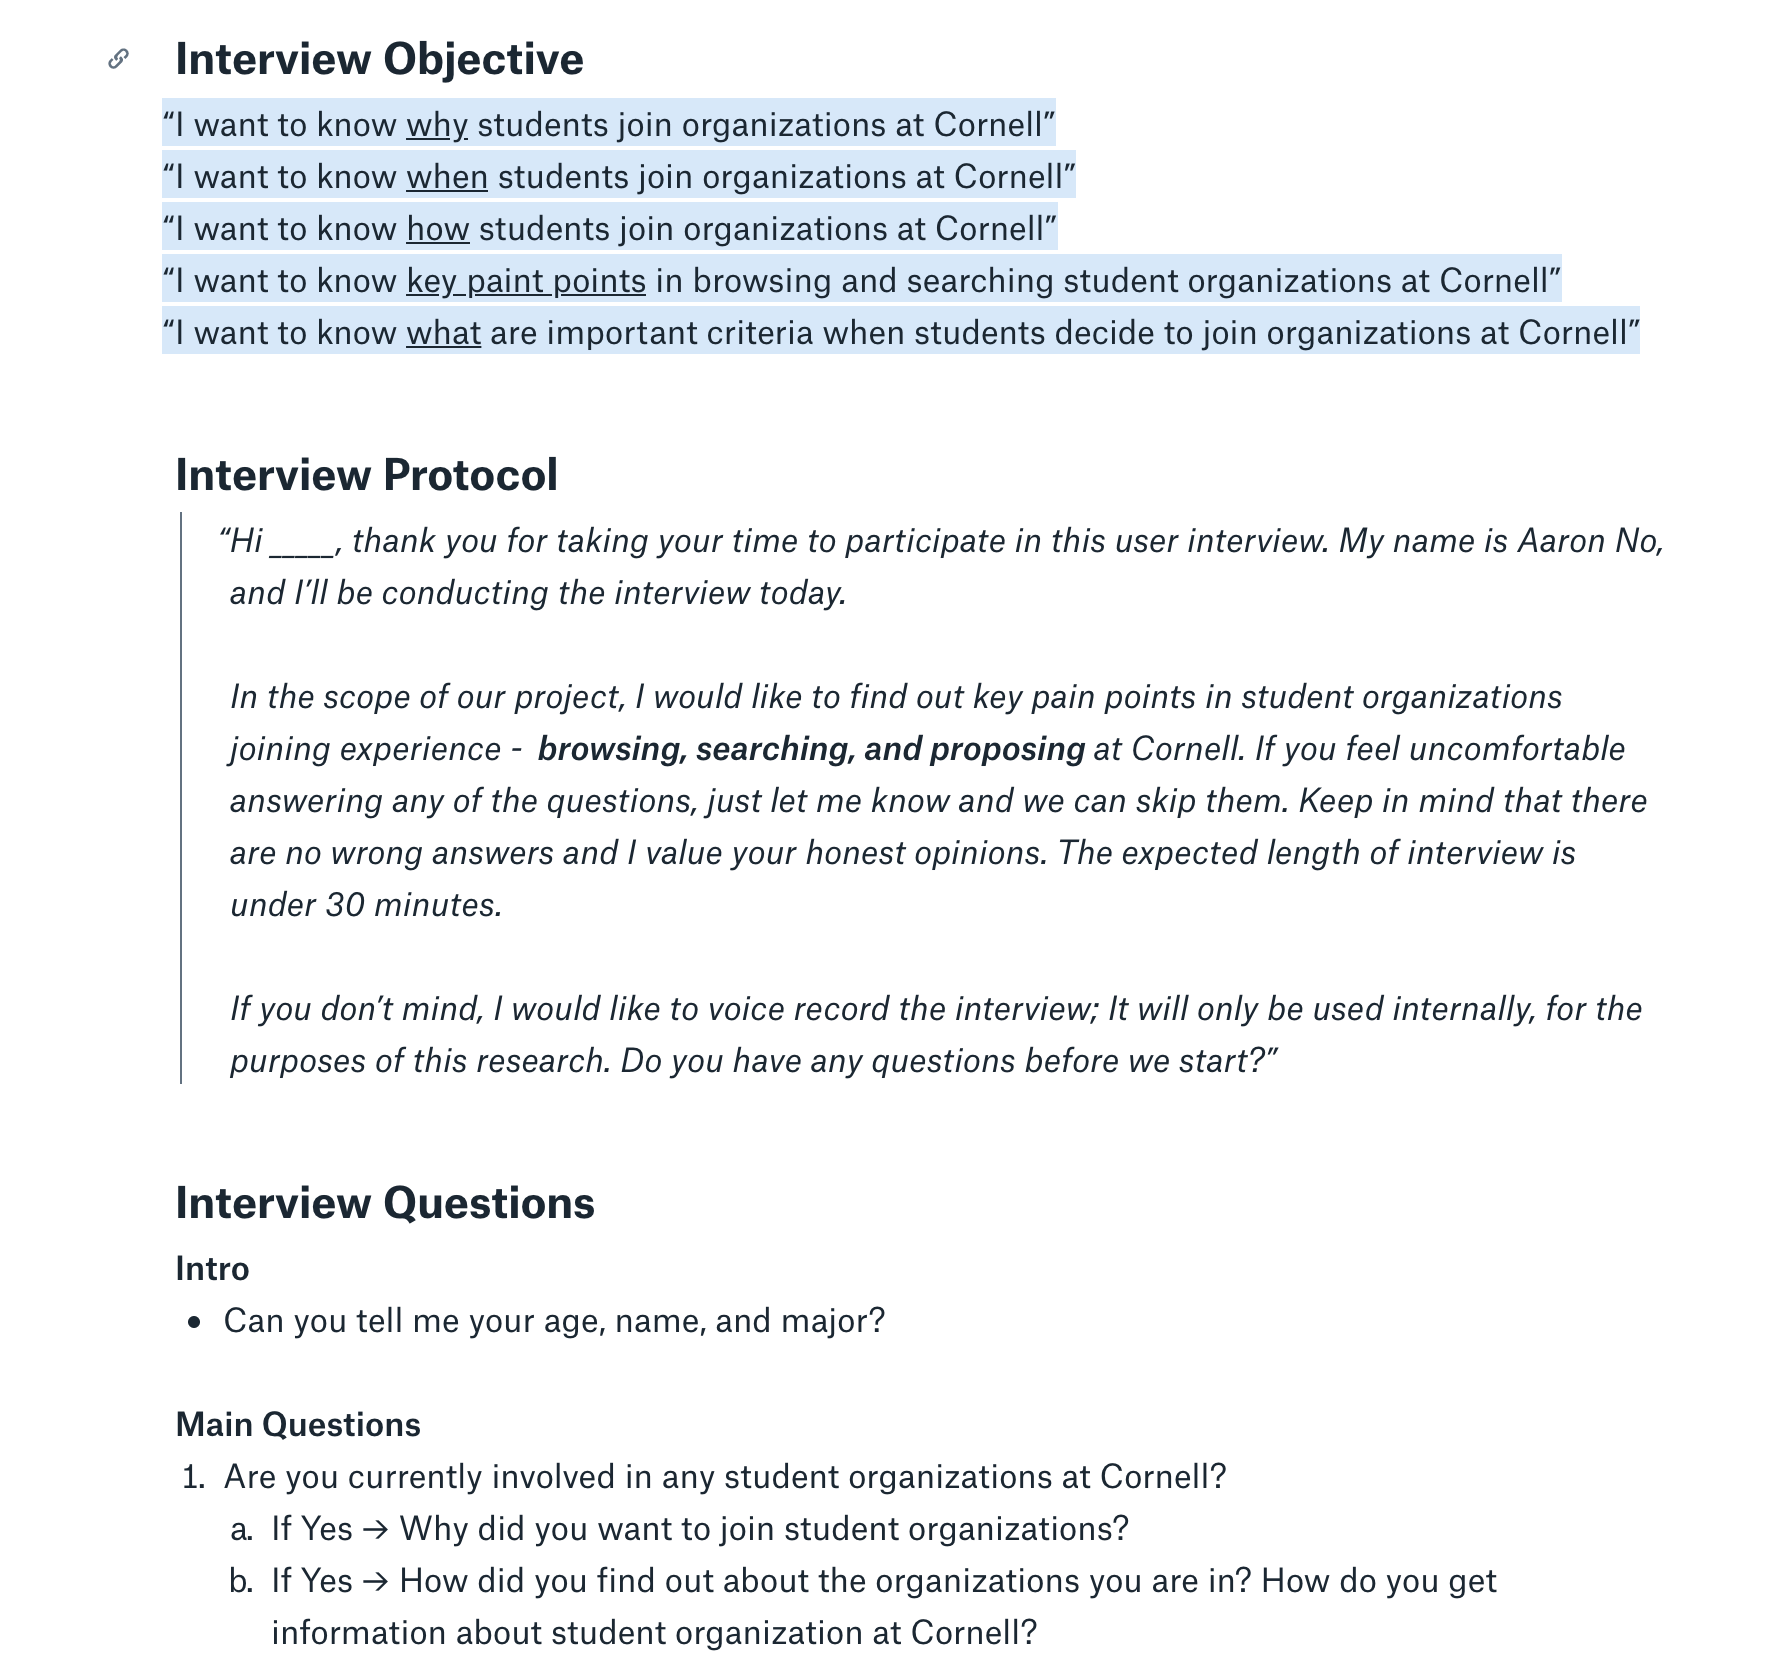 Interview Objective
“I want to know why students join organizations at Cornell”
“I want to know when students join organizations at Cornell”
“I want to know how students join organizations at Cornell”
“I want to know key paint points in browsing and searching student organizations at Cornell”
“I want to know what are important criteria when students decide to join organizations at Cornell”
Interview Protocol
“Hi _____, thank you for taking your time to participate in this user interview. My name is Aaron No,
and I’ll be conducting the interview today.
In the scope of our project, I would like to find out key pain points in student organizations
joining experience - browsing, searching, and proposing at Cornell. If you feel uncomfortable
answering any of the questions, just let me know and we can skip them. Keep in mind that there
are no wrong answers and I value your honest opinions. The expected length of interview is
under 30 minutes.
If you don’t mind, I would like to voice record the interview; It will only be used internally, for the
purposes of this research. Do you have any questions before we start?”
Interview Questions
Intro
• Can you tell me your age, name, and major?
Main Questions
1. Are you currently involved in any student organizations at Cornell?
a. If Yes → Why did you want to join student organizations?
b. If Yes → How did you find out about the organizations you are in? How do you get
information about student organization at Cornell?